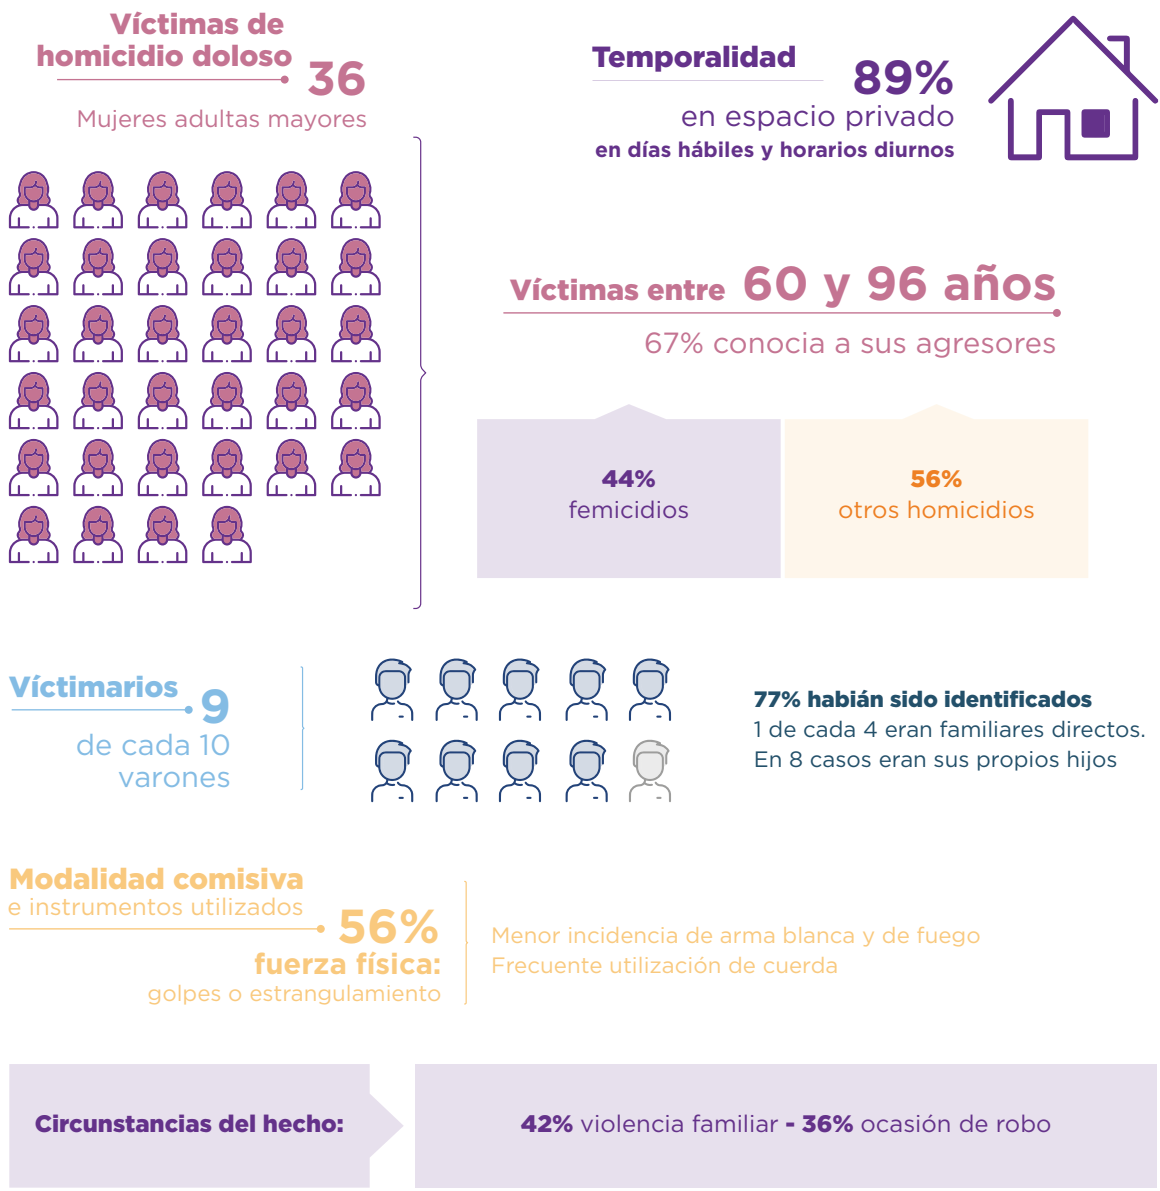 Víctimas de
homicidio doloso
36
Mujeres adultas mayores
Temporalidad
89%
en espacio privado
en días hábiles y horarios diurnos
Víctimas entre 60 y 96 años
67% conocia a sus agresores
44%
femicidios
56%
otros homicidios
Víctimarios
9
de cada 10
varones
77% habián sido identificados
1 de cada 4 eran familiares directos.
En 8 casos eran sus propios hijos
Modalidad comisiva
e instrumentos utilizados
56%
fuerza física:
golpes o estrangulamiento
Menor incidencia de arma blanca y de fuego
Frecuente utilización de cuerda
Circunstancias del hecho:
42% violencia familiar - 36% ocasión de robo